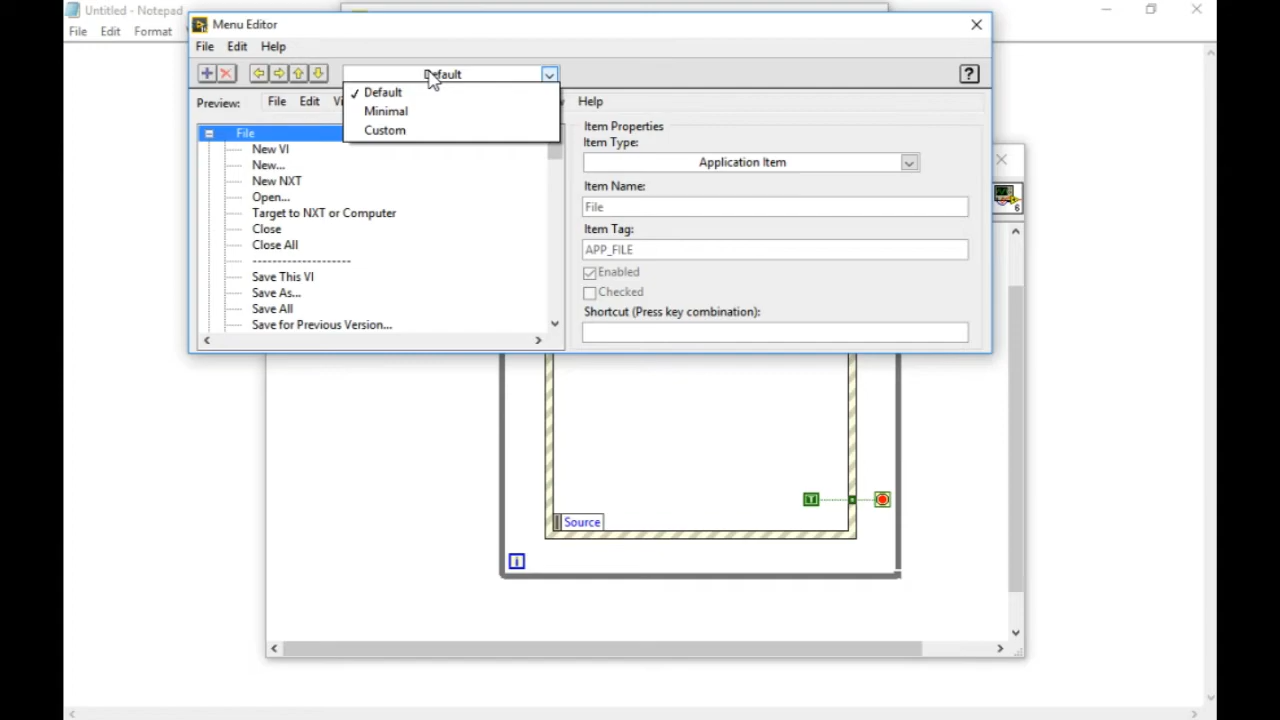 Untitled - Notepad
File Edit Format
Menu Editor
File Edit Help
Default
✓ Default
Minimal
Custom
Preview: File Edit Help
File
New VI
New...
New NXT
Open...
Target to NXT or Computer
Close
Close All
--------------------
Save This VI
Save As...
Save All
Save for Previous Version...
Item Properties
Item Type:
Application Item
Item Name:
File
Item Tag:
APP_FILE
Enabled
Checked
Shortcut (Press key combination):
6
T
Source
i